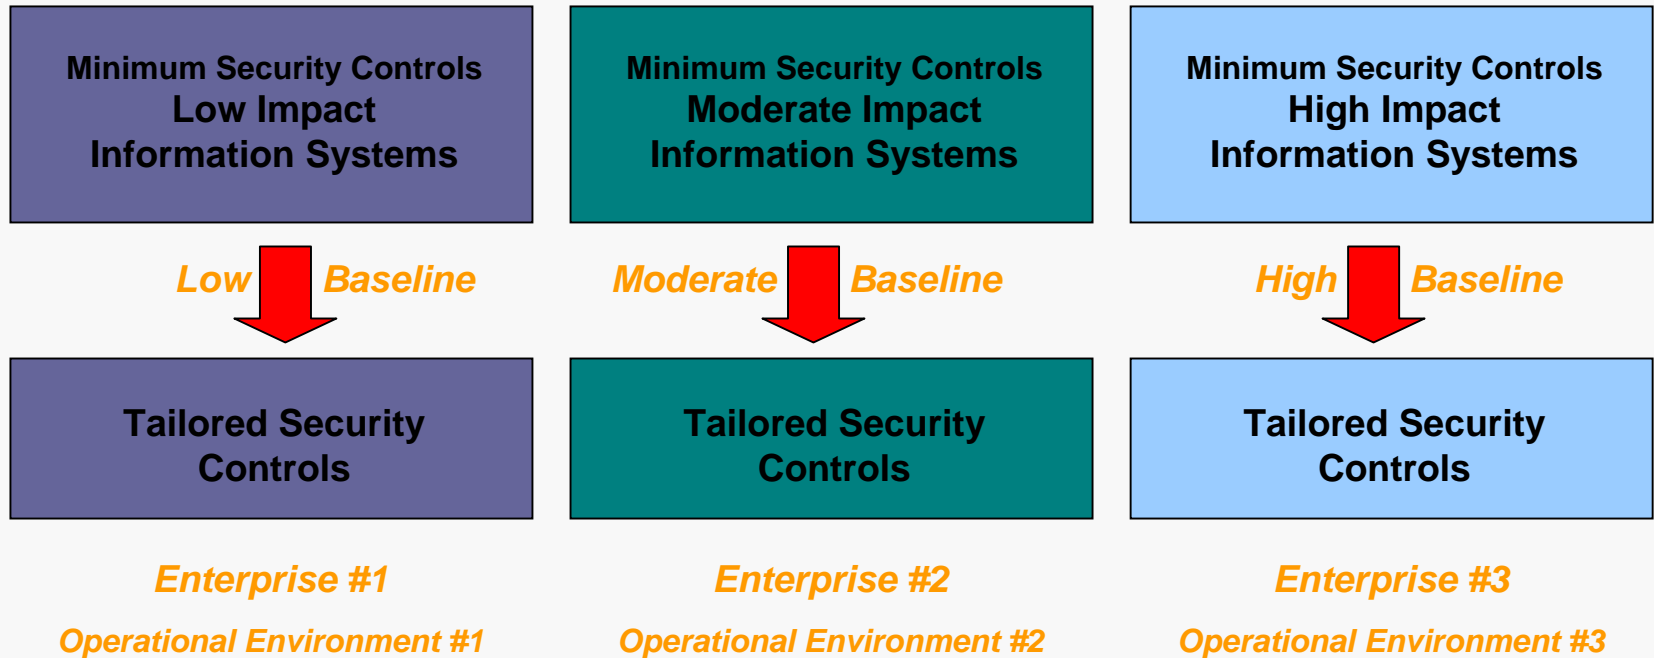 Minimum Security Controls
Low Impact
Information Systems
Minimum Security Controls
Moderate Impact
Information Systems
Minimum Security Controls
High Impact
Information Systems
Low Baseline
Moderate Baseline
High Baseline
Tailored Security
Controls
Tailored Security
Controls
Tailored Security
Controls
Enterprise #1
Enterprise #2
Enterprise #3
Operational Environment #1
Operational Environment #2
Operational Environment #3